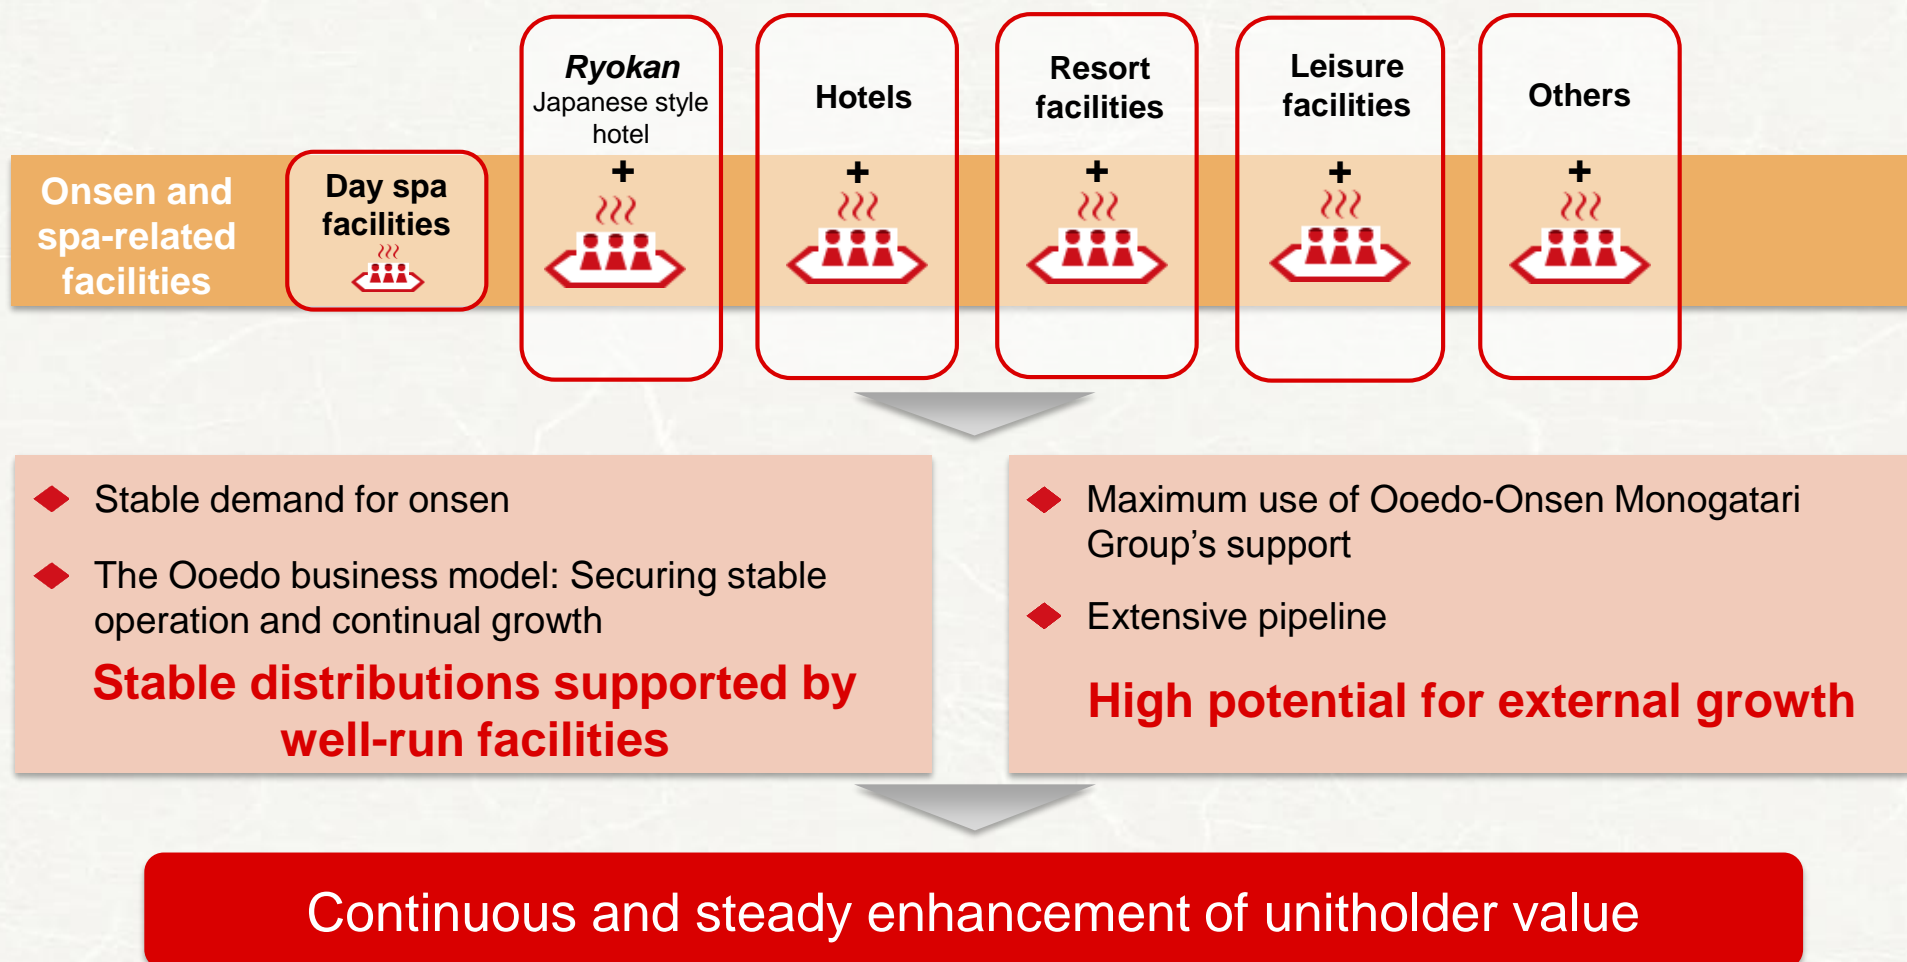 Onsen and
spa-related
facilities
Day spa
facilities
Ryokan
Japanese style
hotel
+
Hotels
+
Resort
facilities
+
Leisure
facilities
+
Others
+
Stable demand for onsen
The Ooedo business model: Securing stable
operation and continual growth
Stable distributions supported by
well-run facilities
Maximum use of Ooedo-Onsen Monogatari
Group’s support
Extensive pipeline
High potential for external growth
Continuous and steady enhancement of unitholder value